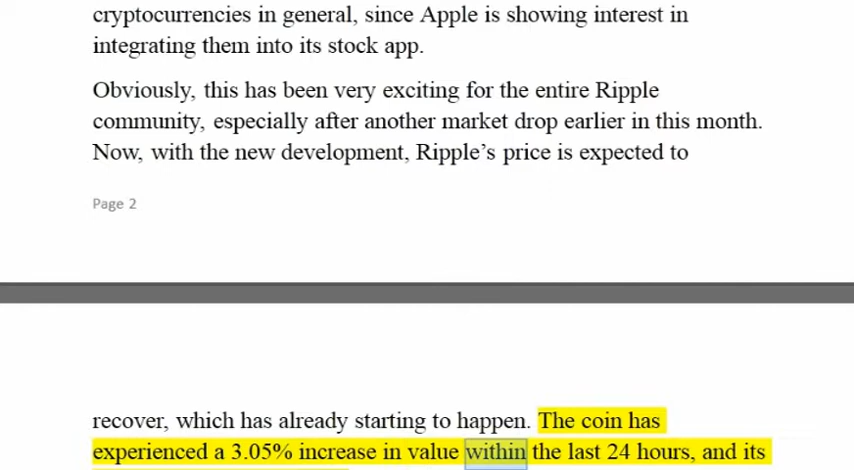 cryptocurrencies in general, since Apple is showing interest in
integrating them into its stock app.
Obviously, this has been very exciting for the entire Ripple
community, especially after another market drop earlier in this month.
Now, with the new development, Ripple’s price is expected to
Page 2
recover, which has already starting to happen. The coin has
experienced a 3.05% increase in value within the last 24 hours, and its